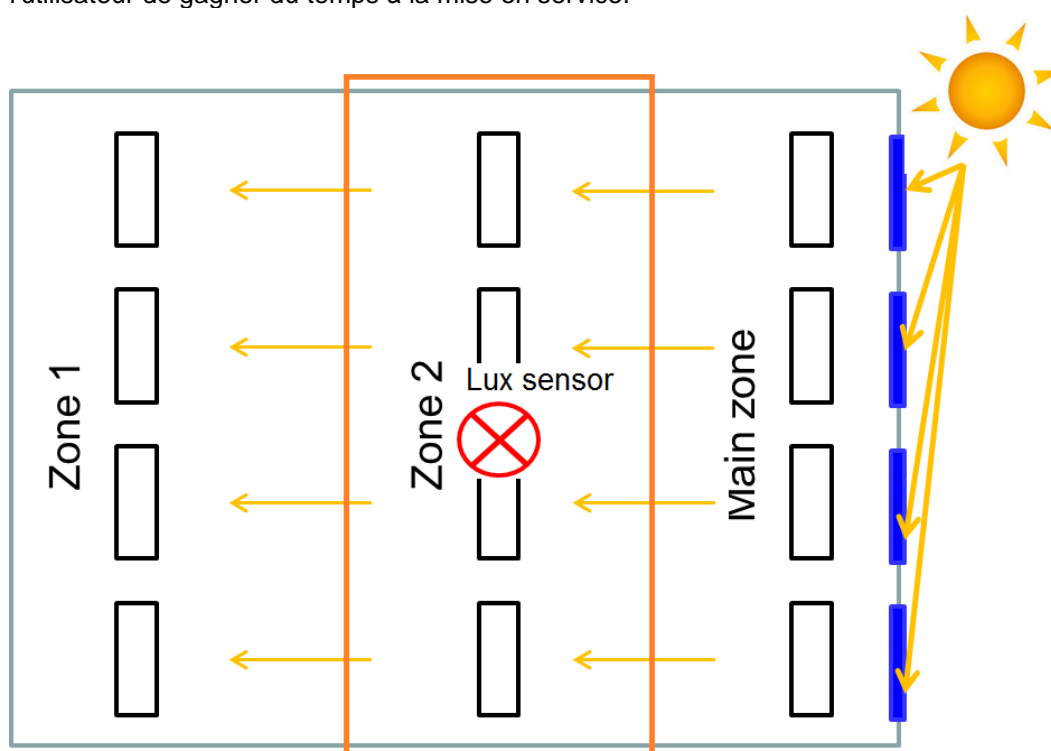 l'utilisateur de gagner du temps à la mise en service.
Zone 1
Zone 2
Lux sensor
Main zone